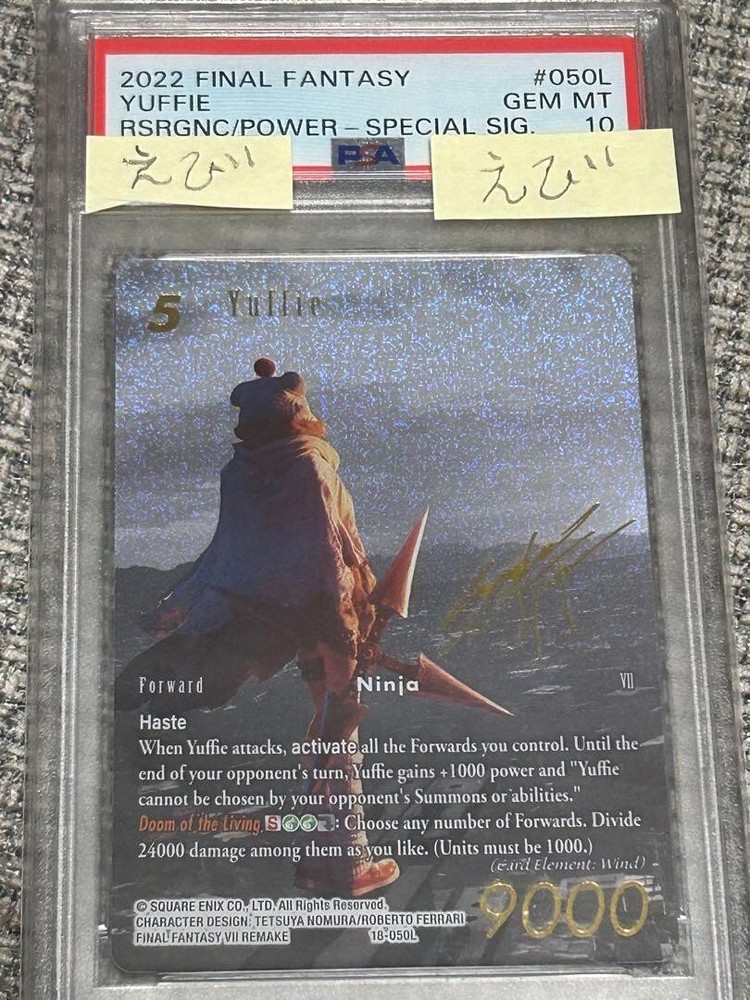 2022 FINAL FANTASY #050L
YUFFIE GEM MT
RSRGNC/POWER – SPECIAL SIG. 10
PSA
えび"
えび"
5 Yuffie
Forward Ninja VII
Haste
When Yuffie attacks, activate all the Forwards you control. Until the
end of your opponent's turn, Yuffie gains +1000 power and "Yuffie
cannot be chosen by your opponent's Summons or abilities."
Doom of the Living S : Choose any number of Forwards. Divide
24000 damage among them as you like. (Units must be 1000.)
(Card Element: Wind)
9000
© SQUARE ENIX CO., LTD. All Rights Reserved.
CHARACTER DESIGN: TETSUYA NOMURA/ROBERTO FERRARI
FINAL FANTASY VII REMAKE 18-050L